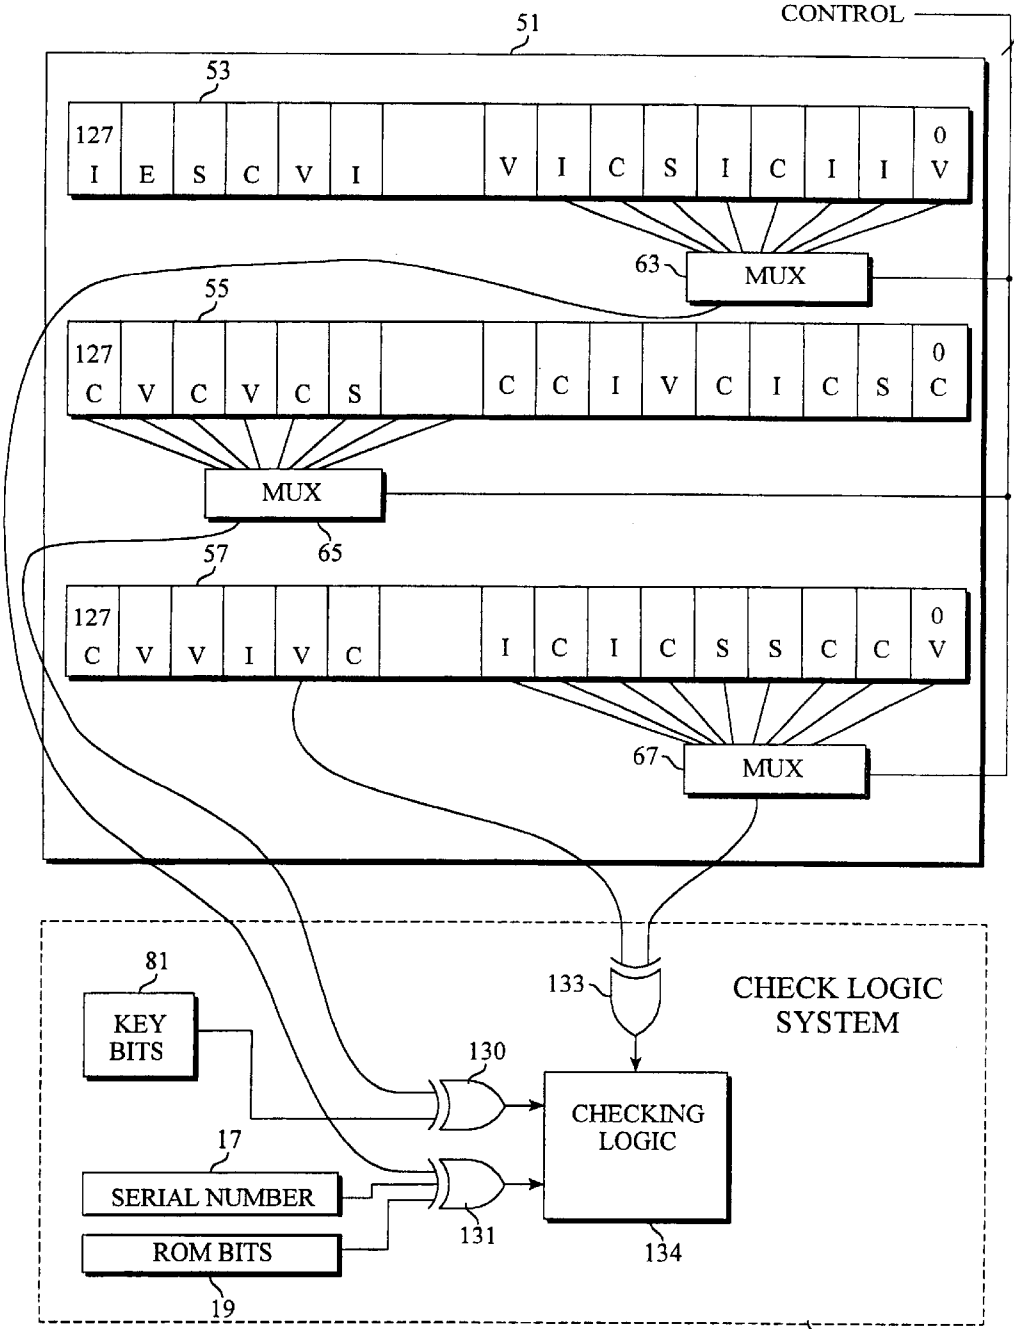 CONTROL
51
53
127 0
I E S C V I V I C S I C I I V
63 MUX
55
127 0
C V C V C S C C I V C I C S C
MUX
65
57
127 0
C V V I V C I C I C S S C C V
67 MUX
81
KEY
BITS
133
CHECK LOGIC
SYSTEM
130
CHECKING
LOGIC
17
SERIAL NUMBER
131
134
ROM BITS
19